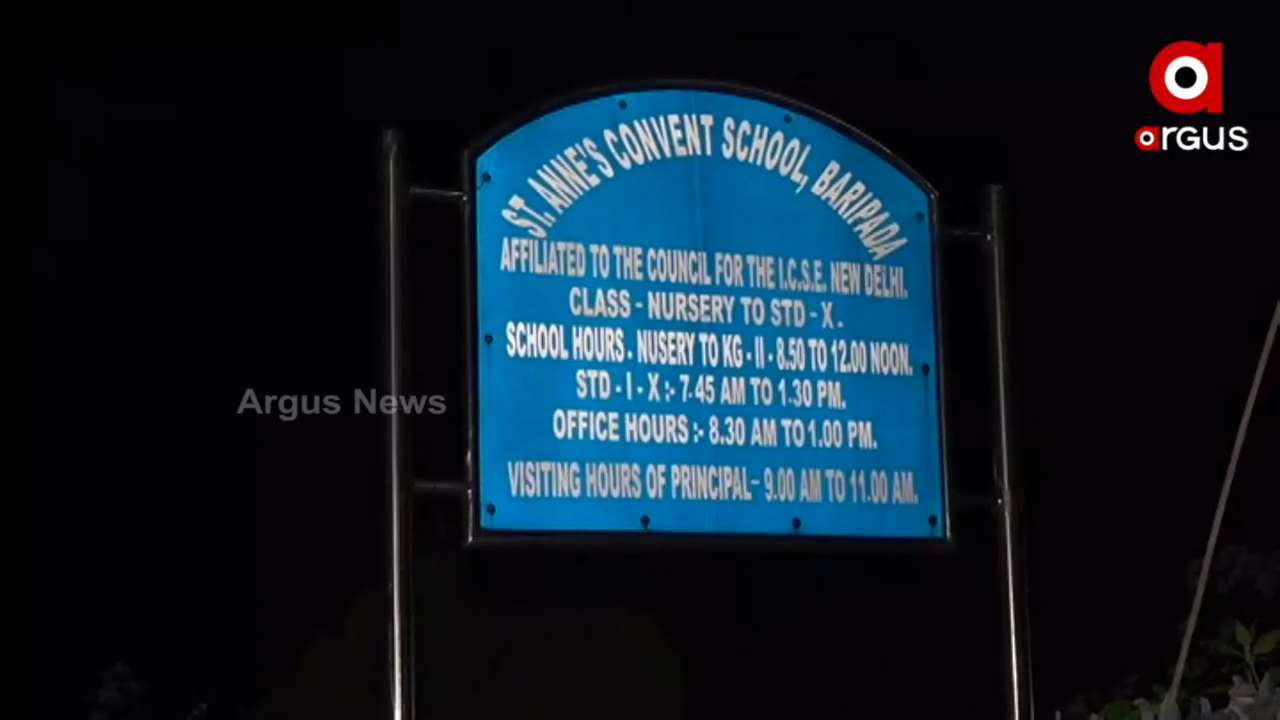 ST. ANNE'S CONVENT SCHOOL, BARIPADA
AFFILIATED TO THE COUNCIL FOR THE I.C.S.E. NEW DELHI.
CLASS - NURSERY TO STD - X.
SCHOOL HOURS - NUSERY TO KG - II - 8.50 TO 12.00 NOON.
STD - I - X :- 7.45 AM TO 1.30 PM.
OFFICE HOURS :- 8.30 AM TO 1.00 PM.
VISITING HOURS OF PRINCIPAL- 9.00 AM TO 11.00 AM.
Argus News
a
argus